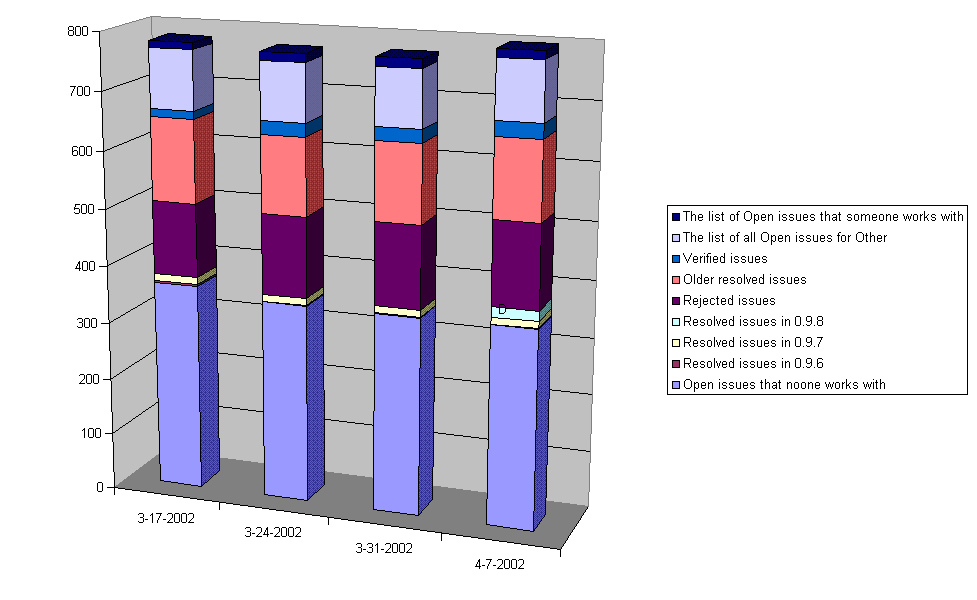 800
700
600
500
400
300
200
100
0
3-17-2002
3-24-2002
3-31-2002
4-7-2002
D
The list of Open issues that someone works with
The list of all Open issues for Other
Verified issues
Older resolved issues
Rejected issues
Resolved issues in 0.9.8
Resolved issues in 0.9.7
Resolved issues in 0.9.6
Open issues that noone works with